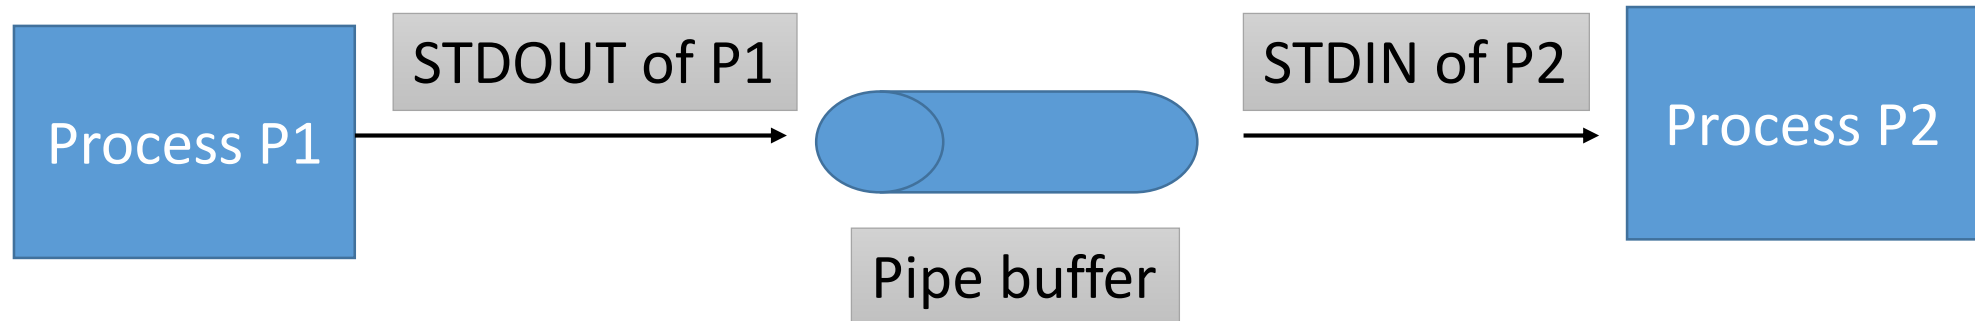 Process P1
STDOUT of P1
Pipe buffer
STDIN of P2
Process P2